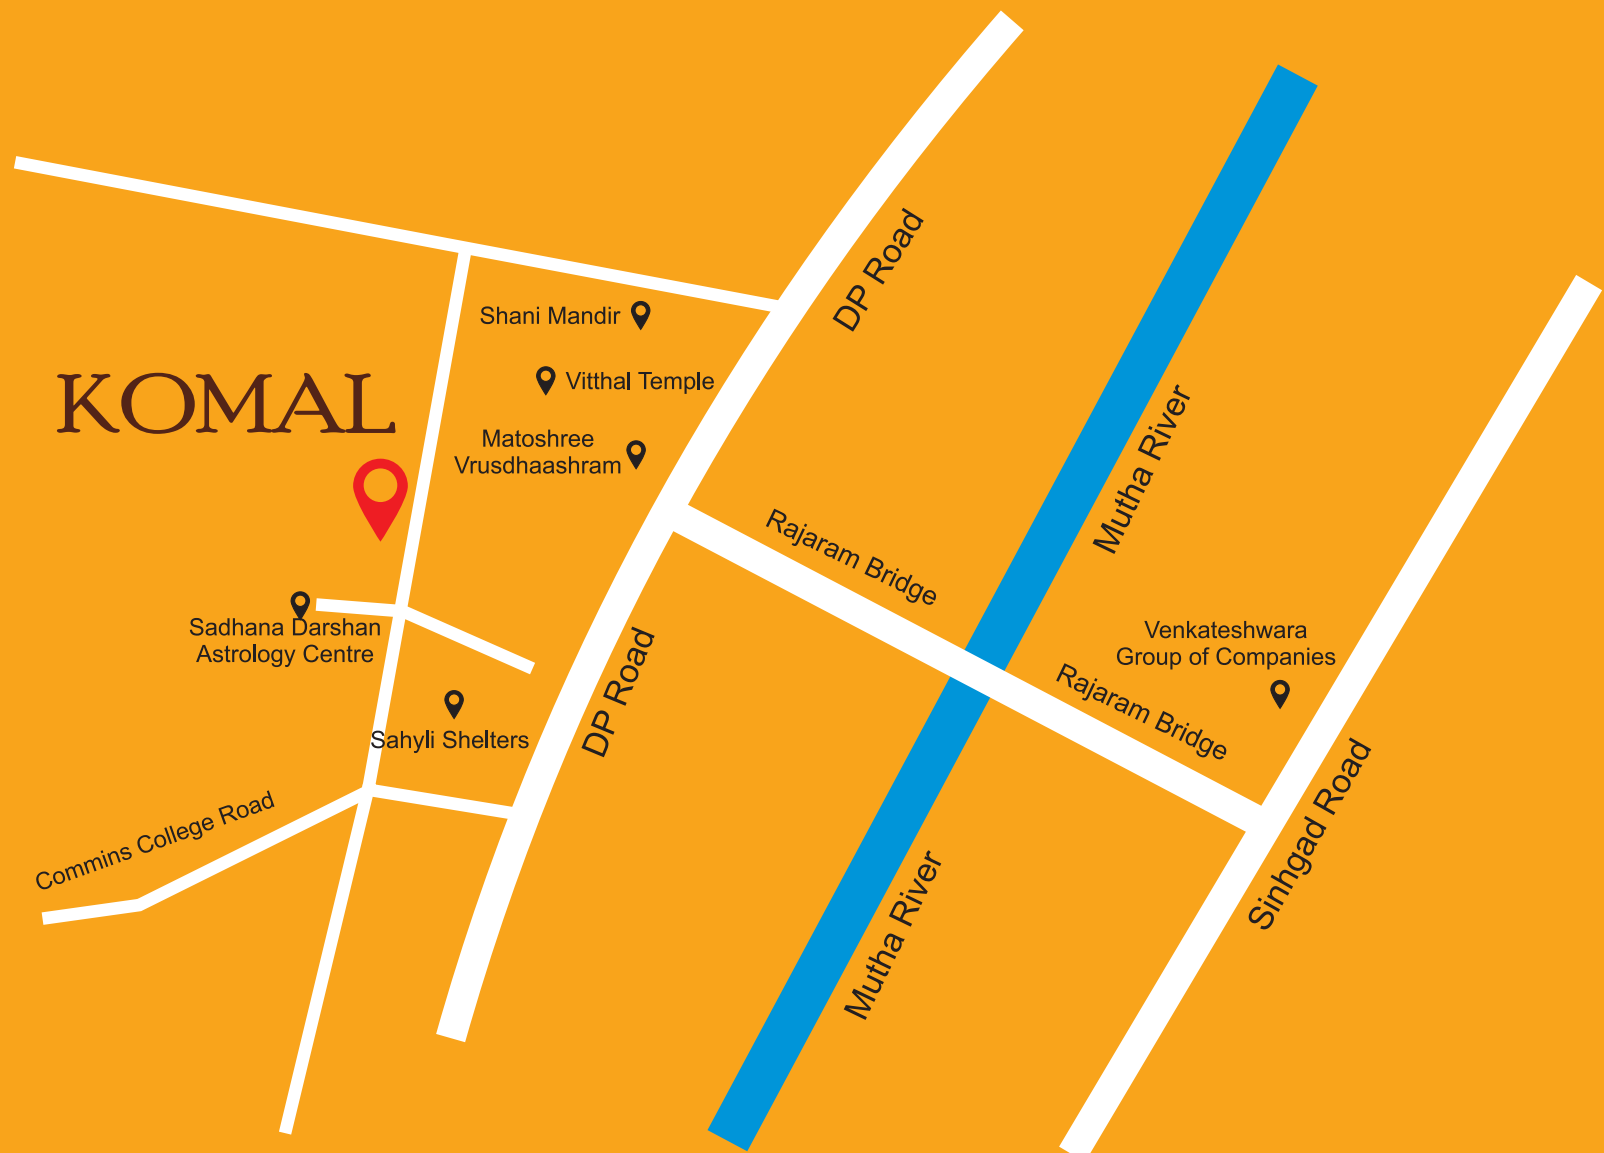 DP Road
Shani Mandir
Vitthal Temple
KOMAL
Matoshree
Vrusdhaashram
Mutha River
Rajaram Bridge
Sadhana Darshan
Astrology Centre
Venkateshwara
Group of Companies
DP Road
Rajaram Bridge
Sahyli Shelters
Commins College Road
Sinhgad Road
Mutha River